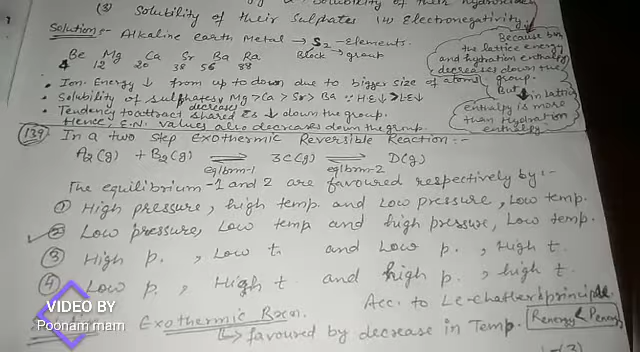 (3) Solubility of their Sulphates (4) Electronegativity.
Solution:- Alkaline earth Metal → S2 - Elements.
Block → group
Be Mg Ca Sr Ba Ra
4 12 20 38 56 88
• Ion. Energy ↓ from up to down due to bigger size of atoms
• Solubility of sulphates ↓ Mg > Ca > Sr > Ba ∵ H.E ↓ > LE ↓
decreases
• Tendency to attract shared ē s ↓ down the group.
Hence, E.N. values also decreases down the group.
Because both
the lattice energy
and hydration enthalpy
decreases down the
group.
But ↓ in lattice
enthalpy is more
than Hydration
enthalpy.
(139) In a two step Exothermic Reversible Reaction:-
A2(g) + B2(g) ⇌ 3C(g) ⇌ D(g)
eqlbrm-1 eqlbrm-2
The equilibrium-1 and 2 are favoured respectively by:-
① High pressure, high temp. and Low pressure, Low temp.
② Low pressure, Low temp and high pressure, Low temp.
③ High p. , Low t. and Low p. , High t.
④ Low p. , High t. and high p. , high t.
Acc. to Le-chatlers principle.
Exothermic Rxn.
↳ favoured by decrease in Temp.
VIDEO BY
Poonam mam